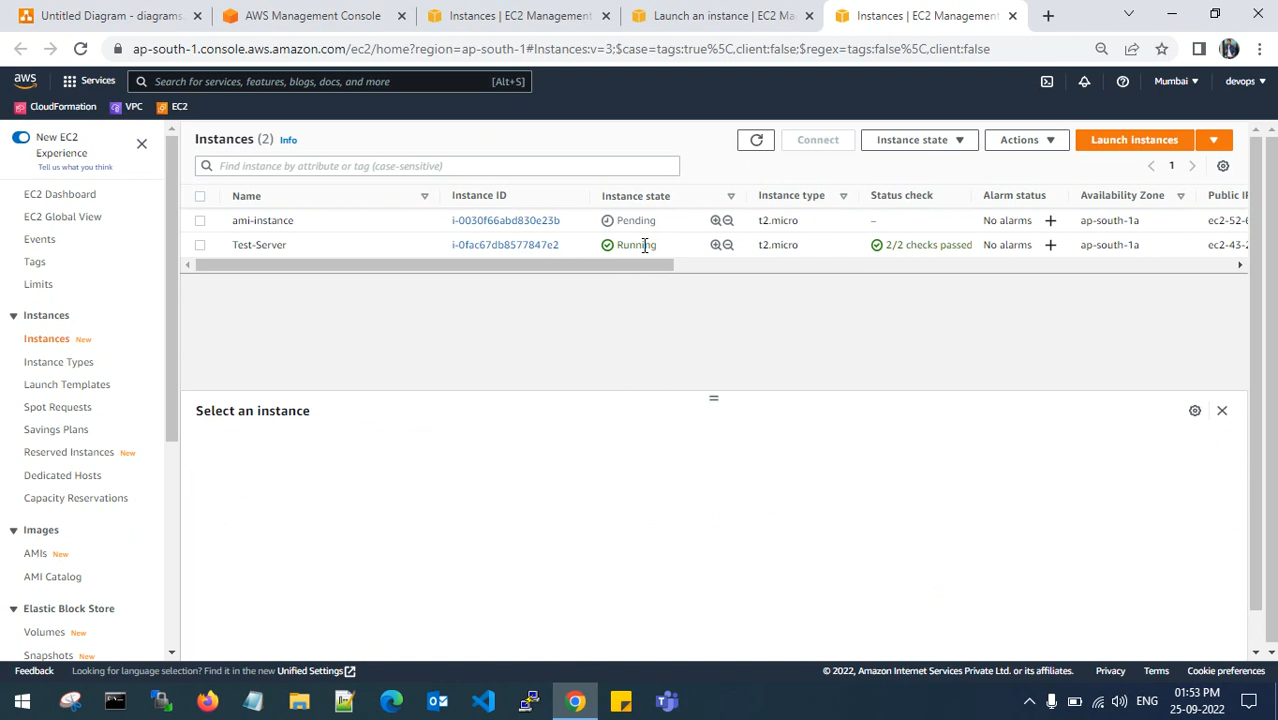 Untitled Diagram - diagrams
AWS Management Console
Instances | EC2 Management
Launch an instance | EC2 Ma
Instances | EC2 Management
ap-south-1.console.aws.amazon.com/ec2/home?region=ap-south-1#Instances:v=3;$case=tags:true%5C,client:false;$regex=tags:false%5C,client:false
aws Services Search for services, features, blogs, docs, and more [Alt+S] Mumbai devops
CloudFormation VPC EC2
New EC2
Experience
Tell us what you think
EC2 Dashboard
EC2 Global View
Events
Tags
Limits
Instances
Instances New
Instance Types
Launch Templates
Spot Requests
Savings Plans
Reserved Instances New
Dedicated Hosts
Capacity Reservations
Images
AMIs New
AMI Catalog
Elastic Block Store
Volumes New
Snapshots New
Instances (2) Info Connect Instance state Actions Launch instances
Find instance by attribute or tag (case-sensitive) 1
Name Instance ID Instance state Instance type Status check Alarm status Availability Zone Public IP
ami-instance i-0030f66abd830e23b Pending t2.micro – No alarms ap-south-1a ec2-52-6
Test-Server i-0fac67db8577847e2 Running t2.micro 2/2 checks passed No alarms ap-south-1a ec2-43-2
Select an instance
Feedback Looking for language selection? Find it in the new Unified Settings © 2022, Amazon Internet Services Private Ltd. or its affiliates. Privacy Terms Cookie preferences
ENG 01:53 PM
25-09-2022